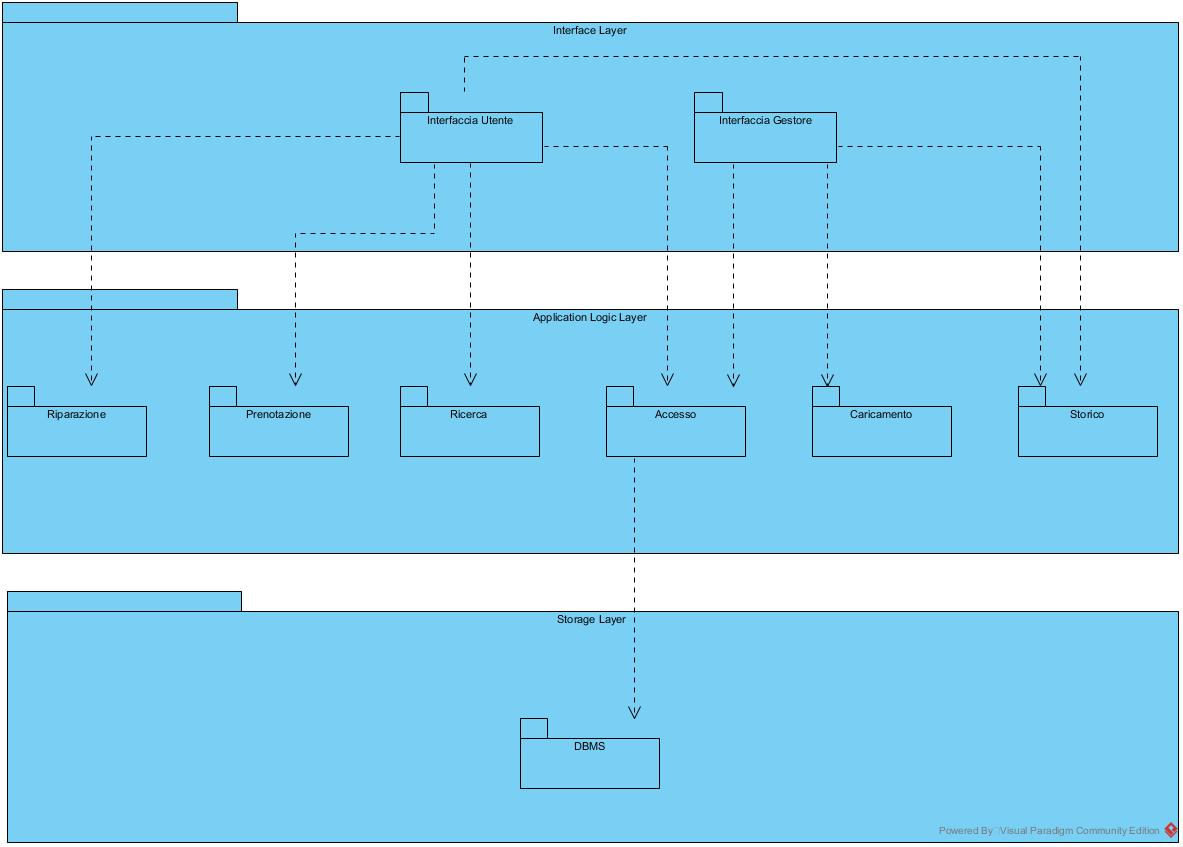 Interface Layer
Interfaccia Utente
Interfaccia Gestore
Application Logic Layer
Riparazione
Prenotazione
Ricerca
Accesso
Caricamento
Storico
Storage Layer
DBMS
Powered By Visual Paradigm Community Edition